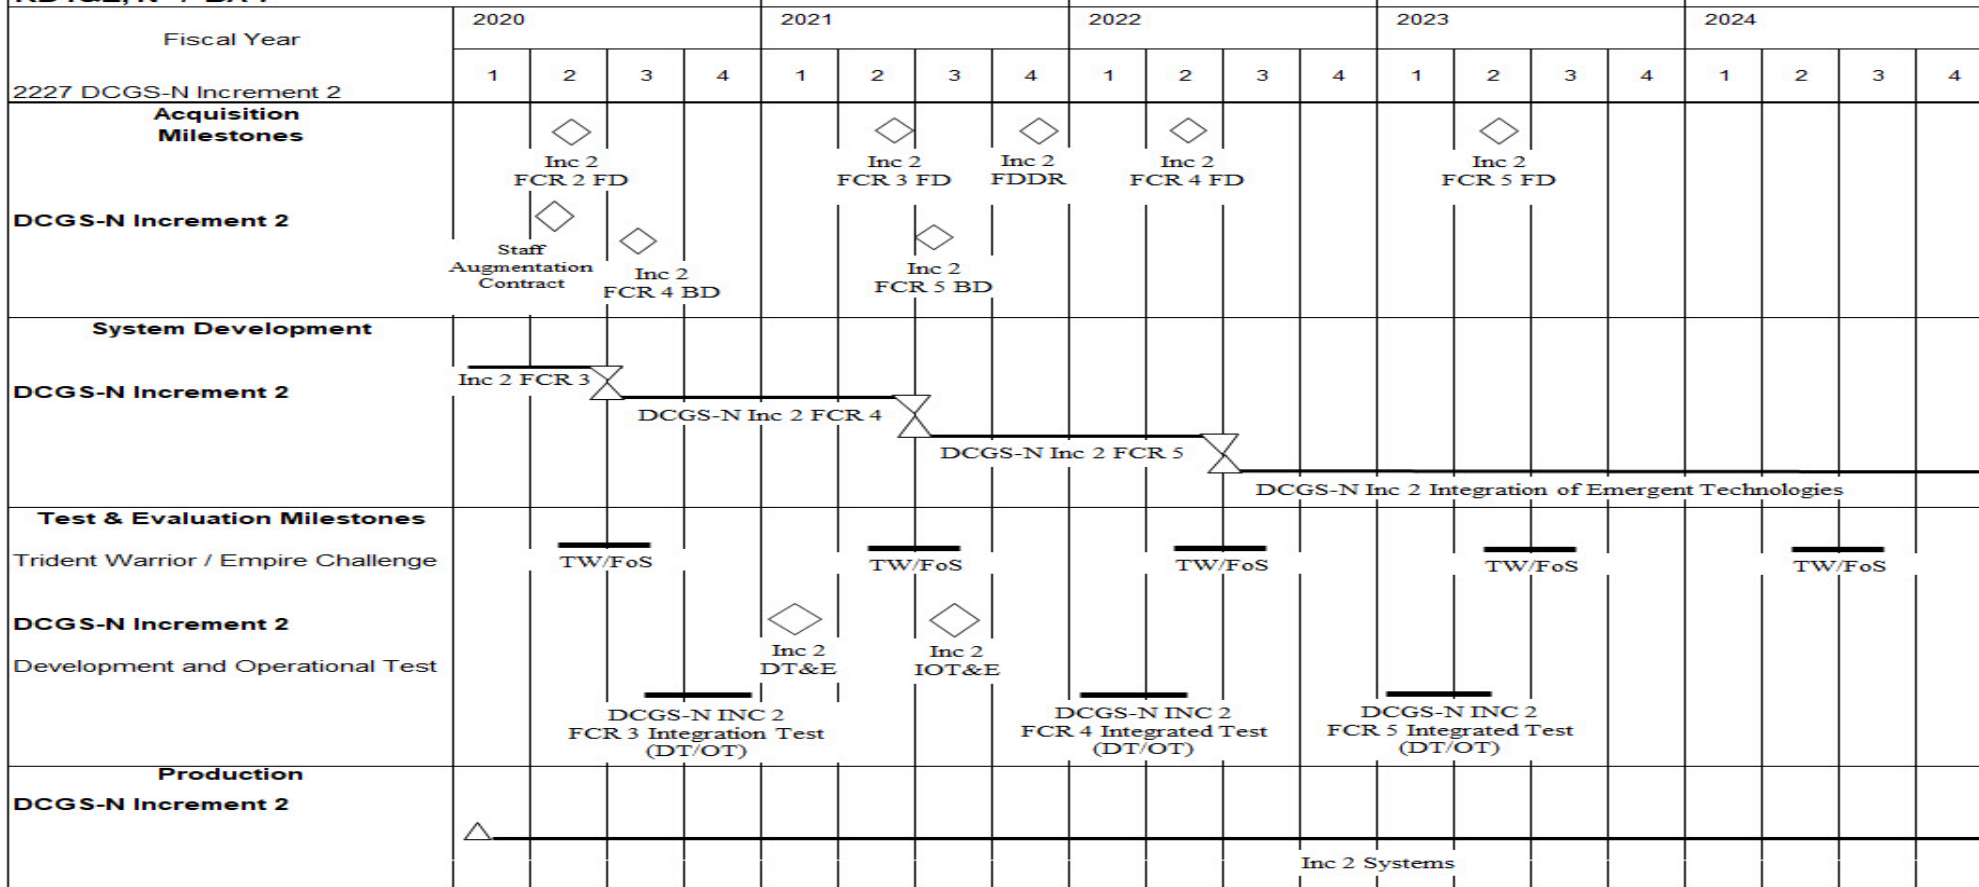 2020 2021 2022 2023 2024
Fiscal Year
1 2 3 4 1 2 3 4 1 2 3 4 1 2 3 4 1 2 3 4
2227 DCGS-N Increment 2
Acquisition
Milestones
Inc 2
FCR 2 FD
Inc 2
FCR 3 FD
Inc 2
FDDR
Inc 2
FCR 4 FD
Inc 2
FCR 5 FD
DCGS-N Increment 2
Staff
Augmentation
Contract
Inc 2
FCR 4 BD
Inc 2
FCR 5 BD
System Development
DCGS-N Increment 2
Inc 2 FCR 3
DCGS-N Inc 2 FCR 4
DCGS-N Inc 2 FCR 5
DCGS-N Inc 2 Integration of Emergent Technologies
Test & Evaluation Milestones
Trident Warrior / Empire Challenge
TW/FoS
TW/FoS
TW/FoS
TW/FoS
TW/FoS
DCGS-N Increment 2
Development and Operational Test
Inc 2
DT&E
Inc 2
IOT&E
DCGS-N INC 2
FCR 3 Integration Test
(DT/OT)
DCGS-N INC 2
FCR 4 Integrated Test
(DT/OT)
DCGS-N INC 2
FCR 5 Integrated Test
(DT/OT)
Production
DCGS-N Increment 2
Inc 2 Systems